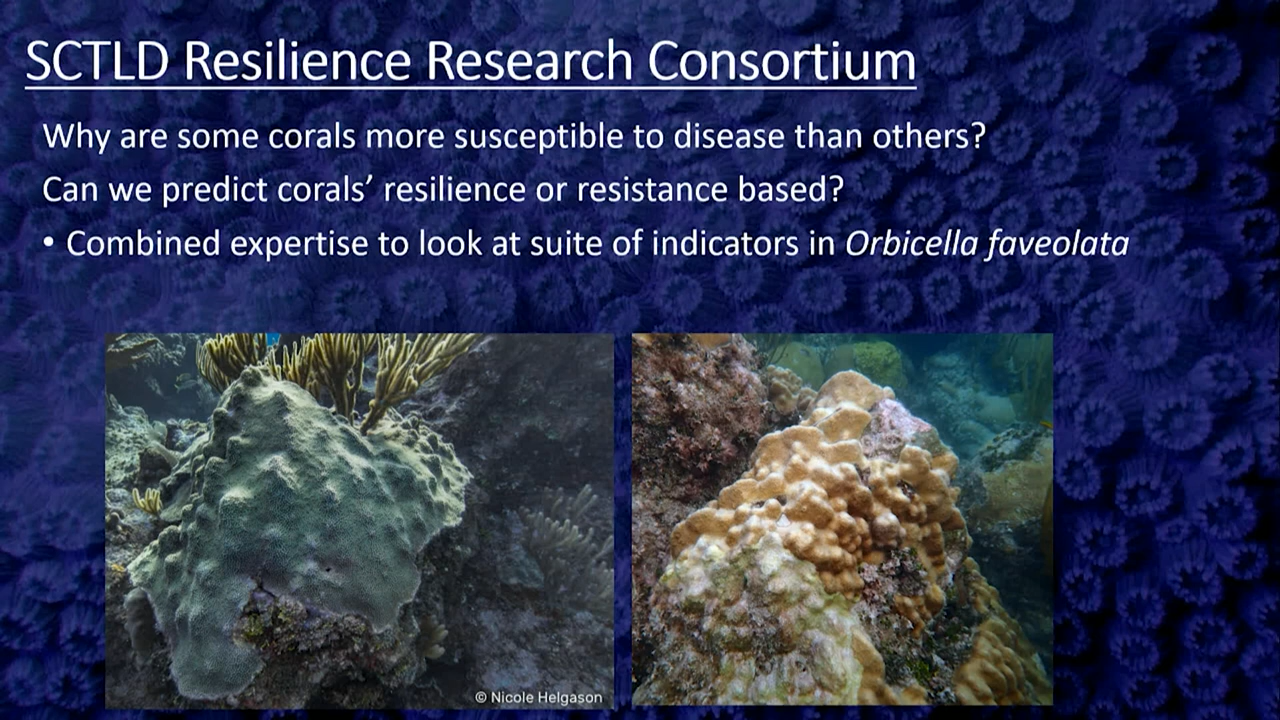 SCTLD Resilience Research Consortium
Why are some corals more susceptible to disease than others?
Can we predict corals’ resilience or resistance based?
• Combined expertise to look at suite of indicators in Orbicella faveolata
© Nicole Helgason